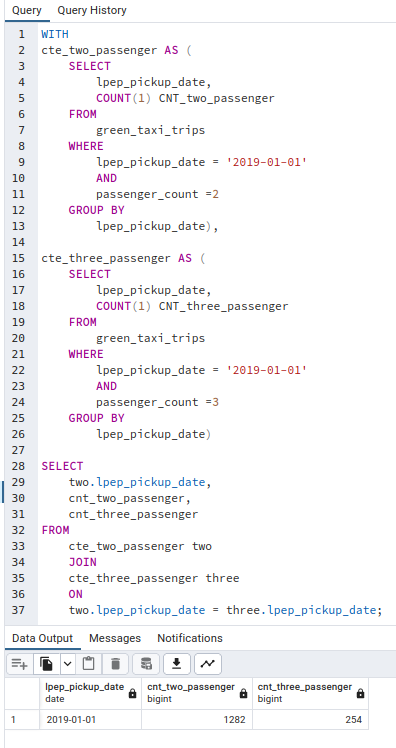 Query Query History
1 WITH
2 cte_two_passenger AS (
3 SELECT
4 lpep_pickup_date,
5 COUNT(1) CNT_two_passenger
6 FROM
7 green_taxi_trips
8 WHERE
9 lpep_pickup_date = '2019-01-01'
10 AND
11 passenger_count =2
12 GROUP BY
13 lpep_pickup_date),
14
15 cte_three_passenger AS (
16 SELECT
17 lpep_pickup_date,
18 COUNT(1) CNT_three_passenger
19 FROM
20 green_taxi_trips
21 WHERE
22 lpep_pickup_date = '2019-01-01'
23 AND
24 passenger_count =3
25 GROUP BY
26 lpep_pickup_date)
27
28 SELECT
29 two.lpep_pickup_date,
30 cnt_two_passenger,
31 cnt_three_passenger
32 FROM
33 cte_two_passenger two
34 JOIN
35 cte_three_passenger three
36 ON
37 two.lpep_pickup_date = three.lpep_pickup_date;
Data Output Messages Notifications
lpep_pickup_date cnt_two_passenger cnt_three_passenger
date bigint bigint
1 2019-01-01 1282 254